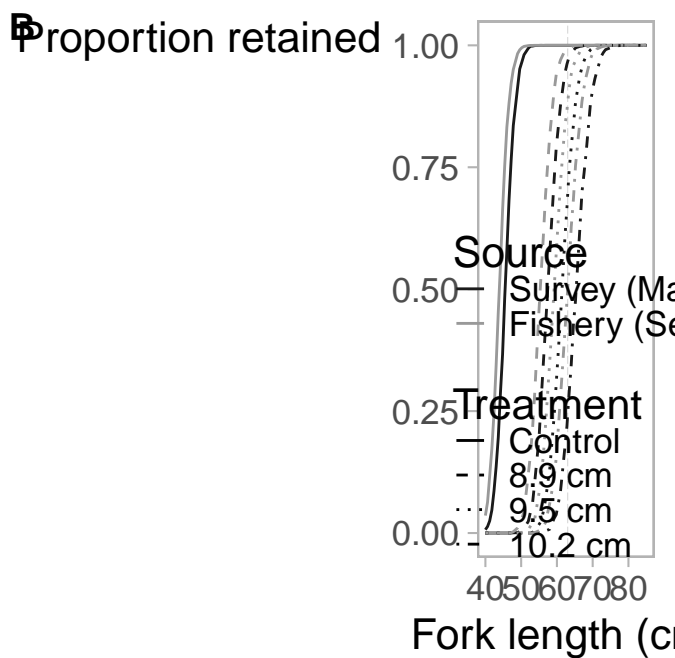 B
Proportion retained
1.00
0.75
0.50
0.25
0.00
Source
Survey (Ma
Fishery (Se
Treatment
Control
8.9 cm
9.5 cm
10.2 cm
40 50 60 70 80
Fork length (cm